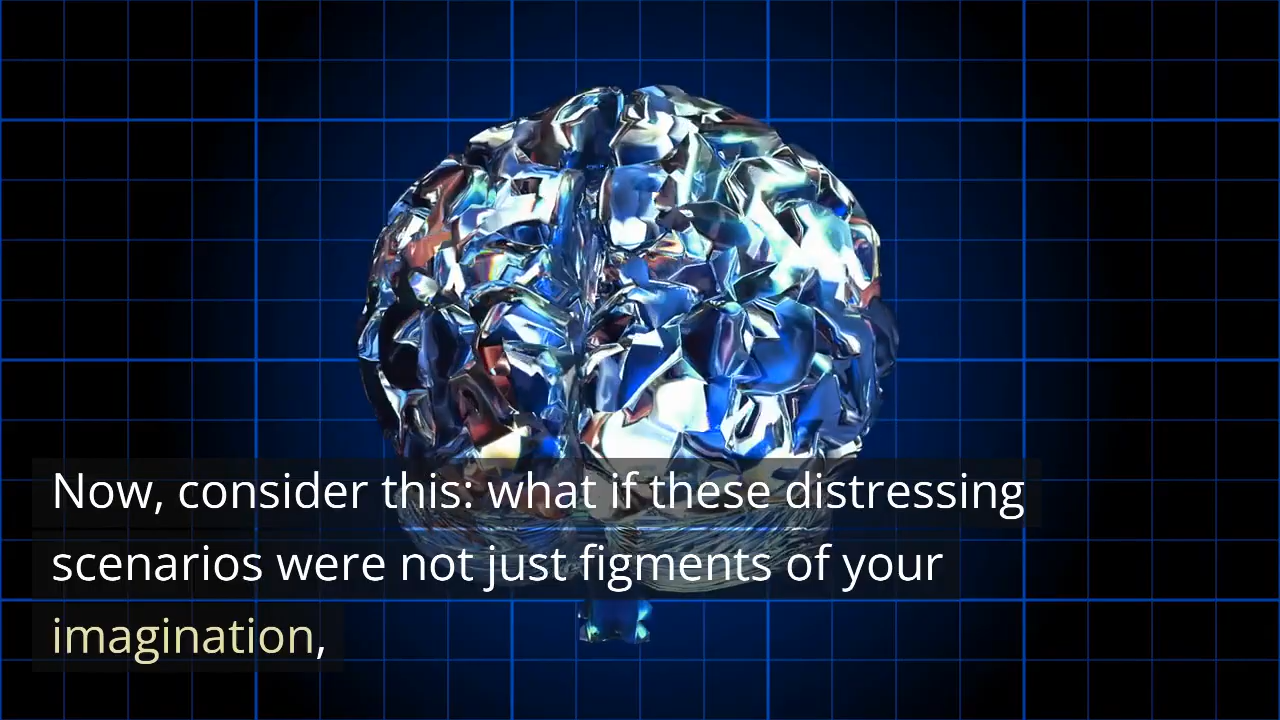 Now, consider this: what if these distressing
scenarios were not just figments of your
imagination,